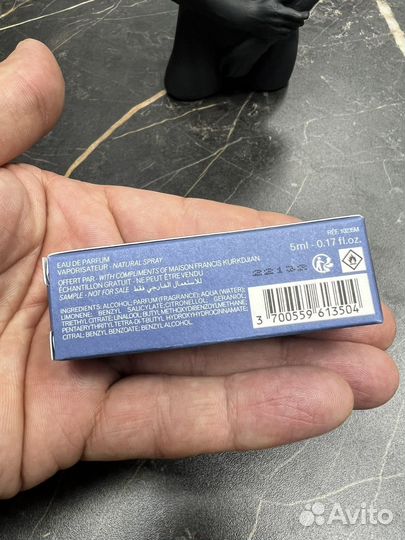 EAU DE PARFUM
VAPORISATEUR - NATURAL SPRAY
OFFERT PAR - WITH COMPLIMENTS OF MAISON FRANCIS KURKDJIAN
ÉCHANTILLON GRATUIT - NE PEUT ÊTRE VENDU
SAMPLE - NOT FOR SALE للاستعمال الخارجي فقط
INGREDIENTS: ALCOHOL, PARFUM (FRAGRANCE), AQUA (WATER),
LIMONENE, BENZYL SALICYLATE, CITRONELLOL, GERANIOL,
TRIETHYL CITRATE, LINALOOL, BUTYL METHOXYDIBENZOYLMETHANE,
PENTAERYTHRITYL TETRA-DI-T-BUTYL HYDROXYHYDROCINNAMATE,
CITRAL, BENZYL BENZOATE, BENZYL ALCOHOL.
RÉF.
5ml - 0.17 fl.oz.
3 700559 613504
Avito